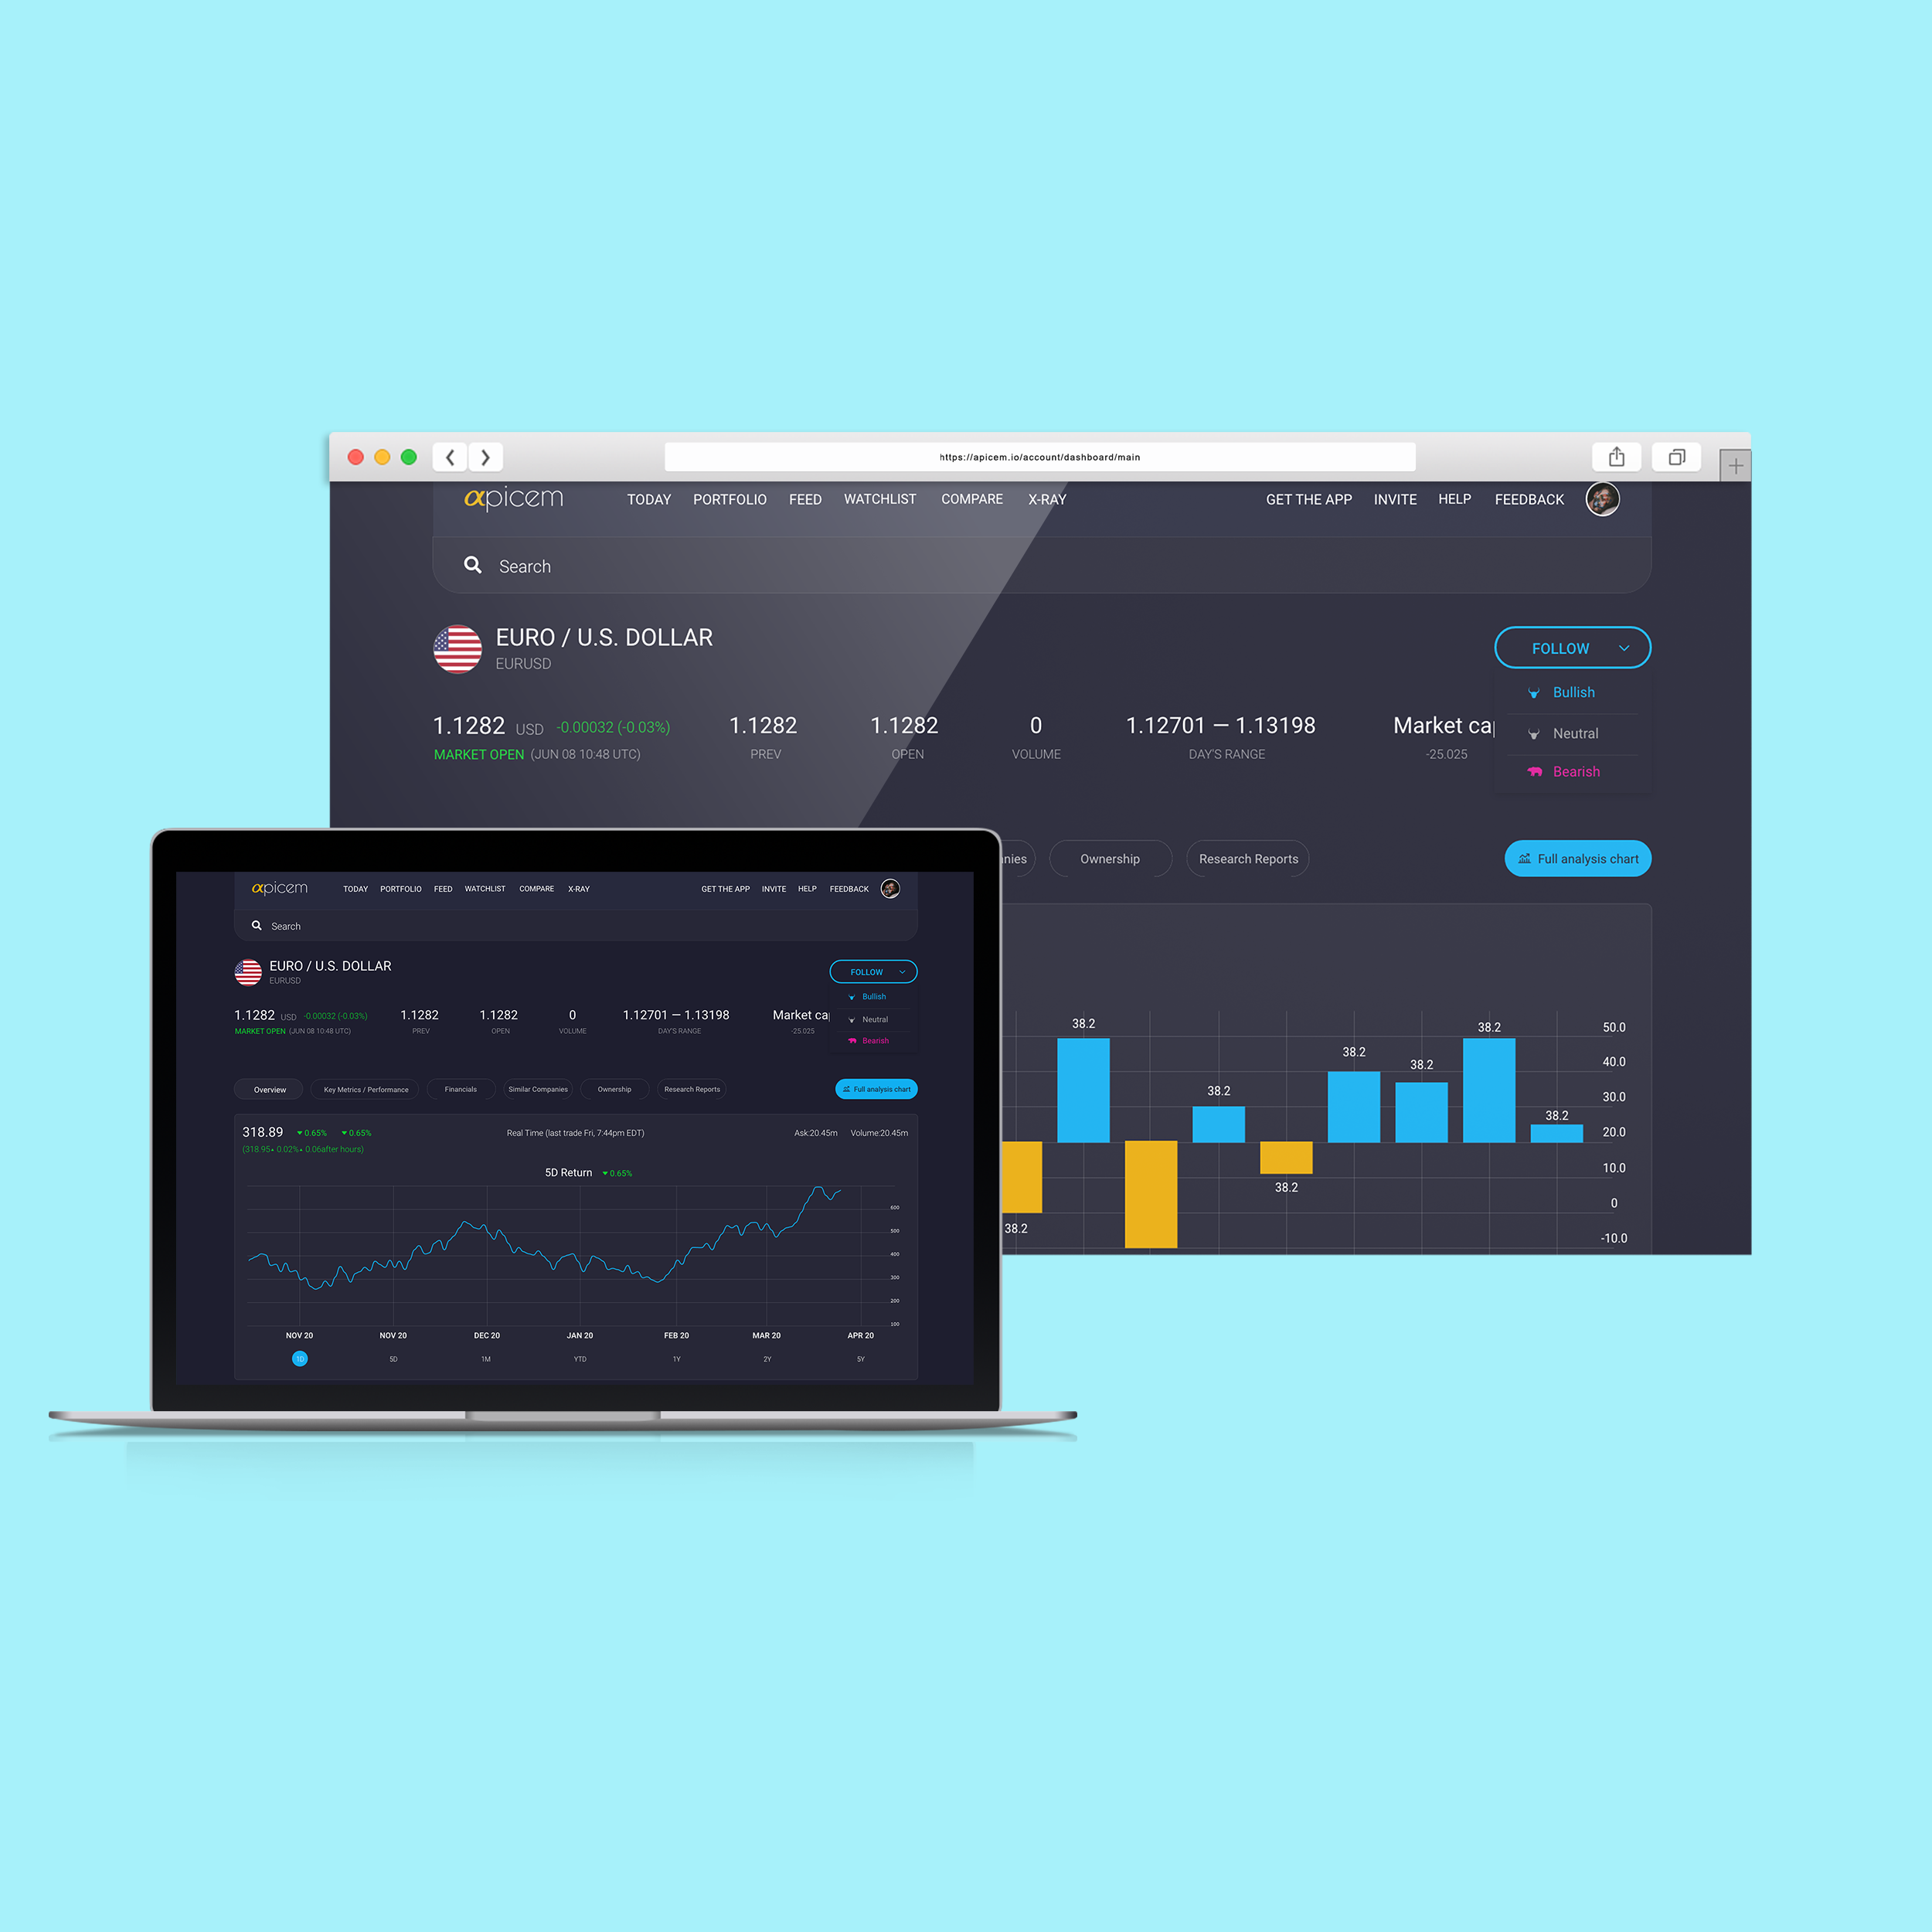 https://apicem.io/account/dashboard/main
αpicem TODAY PORTFOLIO FEED WATCHLIST COMPARE X-RAY GET THE APP INVITE HELP FEEDBACK
Search
EURO / U.S. DOLLAR
EURUSD
FOLLOW
Bullish
Neutral
Bearish
1.1282 USD -0.00032 (-0.03%) 1.1282 1.1282 0 1.12701 — 1.13198 Market cap
MARKET OPEN (JUN 08 10:48 UTC) PREV OPEN VOLUME DAY'S RANGE -25.025
nies Ownership Research Reports Full analysis chart
38.2 38.2 50.0
38.2 38.2 40.0
38.2 30.0
38.2 20.0
38.2 10.0
38.2 0
-10.0
αpicem TODAY PORTFOLIO FEED WATCHLIST COMPARE X-RAY GET THE APP INVITE HELP FEEDBACK
Search
EURO / U.S. DOLLAR
EURUSD
FOLLOW
Bullish
Neutral
Bearish
1.1282 USD -0.00032 (-0.03%) 1.1282 1.1282 0 1.12701 — 1.13198 Market cap
MARKET OPEN (JUN 08 10:48 UTC) PREV OPEN VOLUME DAY'S RANGE -25.025
Overview Key Metrics / Performance Financials Similar Companies Ownership Research Reports Full analysis chart
318.89 ▾ 0.65% ▾ 0.65% Real Time (last trade Fri, 7:44pm EDT) Ask:20.45m Volume:20.45m
(318.95▴ 0.02%▴ 0.06after hours)
5D Return ▾ 0.65%
600
500
400
300
200
100
NOV 20 NOV 20 DEC 20 JAN 20 FEB 20 MAR 20 APR 20
1D 5D 1M YTD 1Y 2Y 5Y